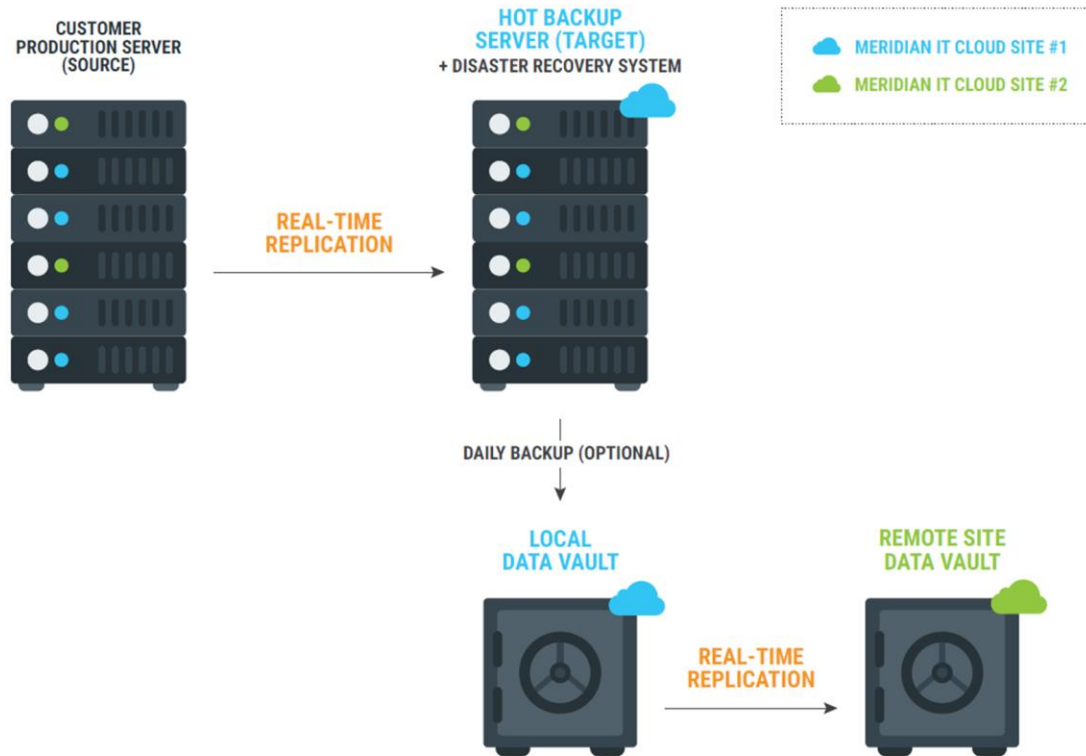 CUSTOMER
PRODUCTION SERVER
(SOURCE)
HOT BACKUP
SERVER (TARGET)
+ DISASTER RECOVERY SYSTEM
MERIDIAN IT CLOUD SITE #1
MERIDIAN IT CLOUD SITE #2
REAL-TIME
REPLICATION
DAILY BACKUP (OPTIONAL)
LOCAL
DATA VAULT
REMOTE SITE
DATA VAULT
REAL-TIME
REPLICATION